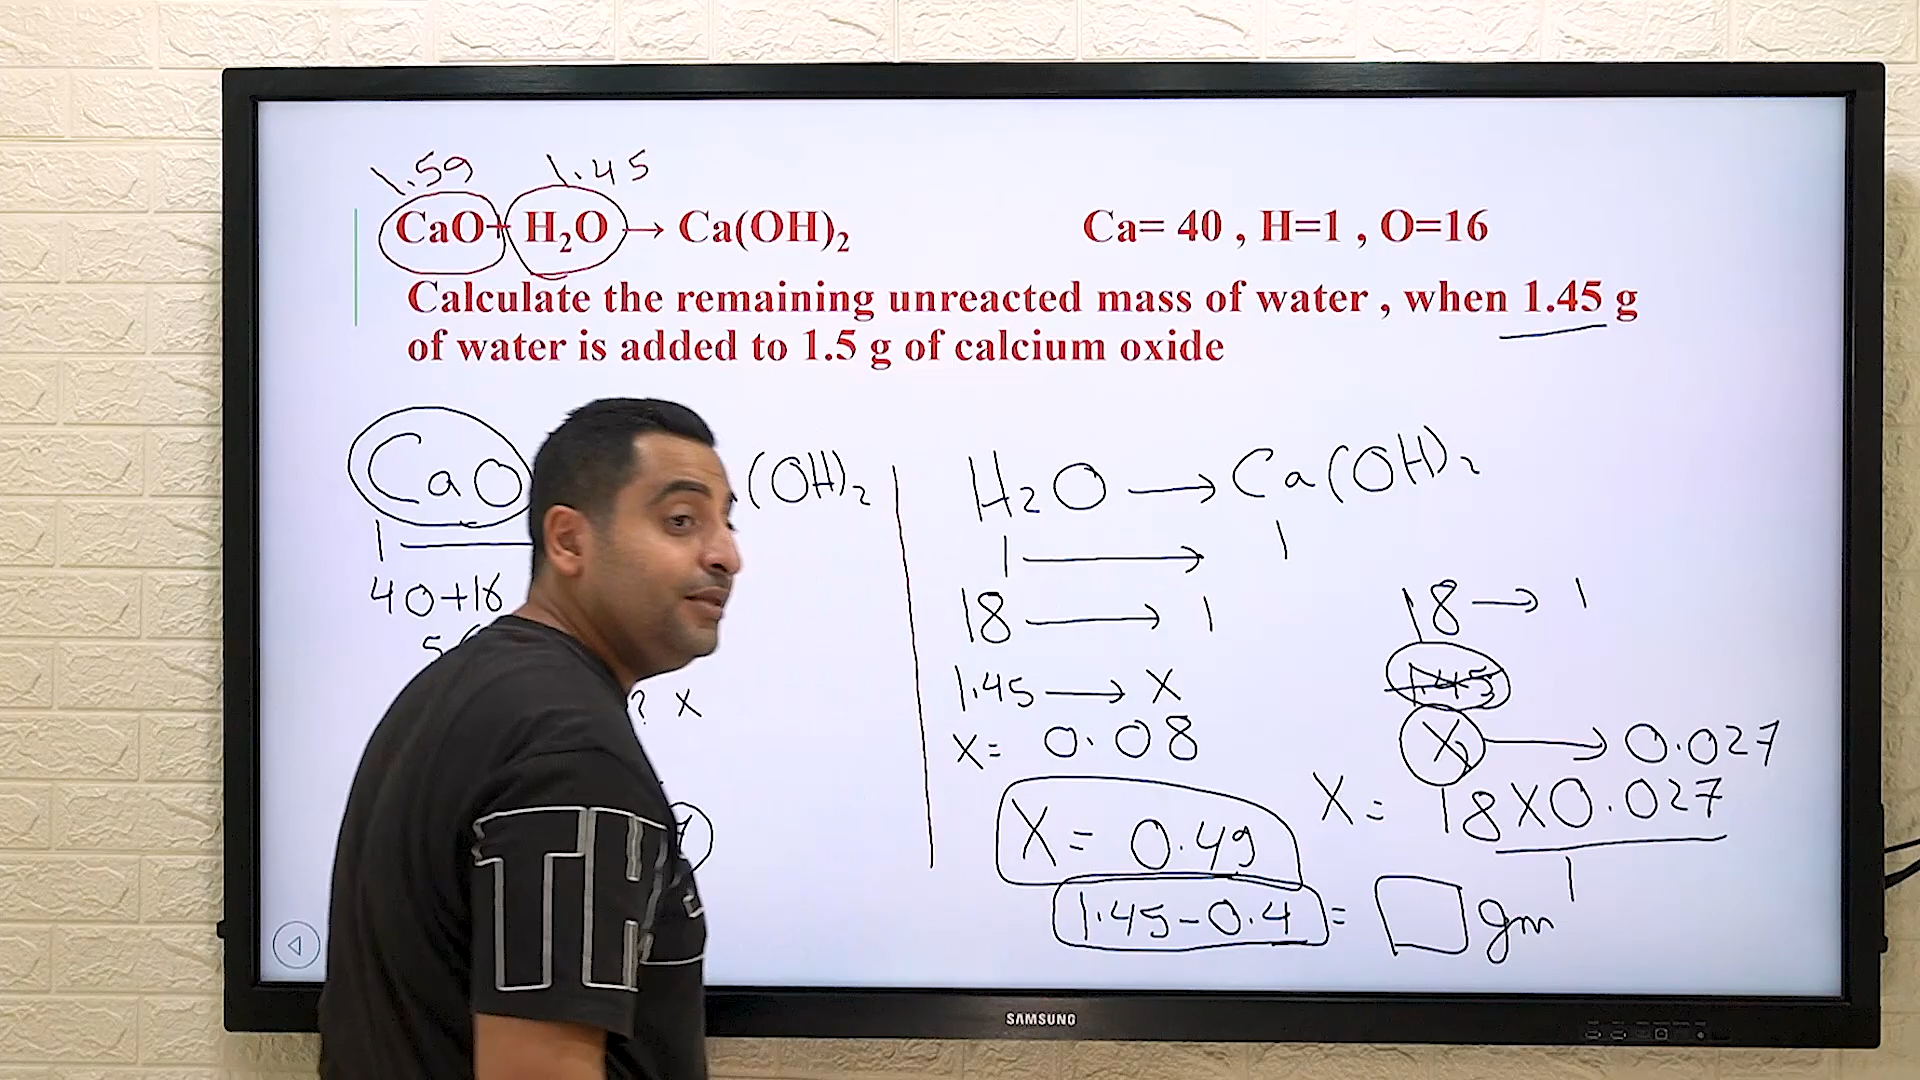 1.5g 1.45
CaO+ H₂O → Ca(OH)₂ Ca= 40 , H=1 , O=16
Calculate the remaining unreacted mass of water , when 1.45 g
of water is added to 1.5 g of calcium oxide
CaO (OH)₂
1
40+16
? X
H₂O → Ca(OH)₂
1 → 1
18 → 1
1.45 → X
X= 0.08
X= 0.49
1.45-0.4 = gm
18 → 1
1.45
X → 0.027
X= 18X0.027
1
SAMSUNG